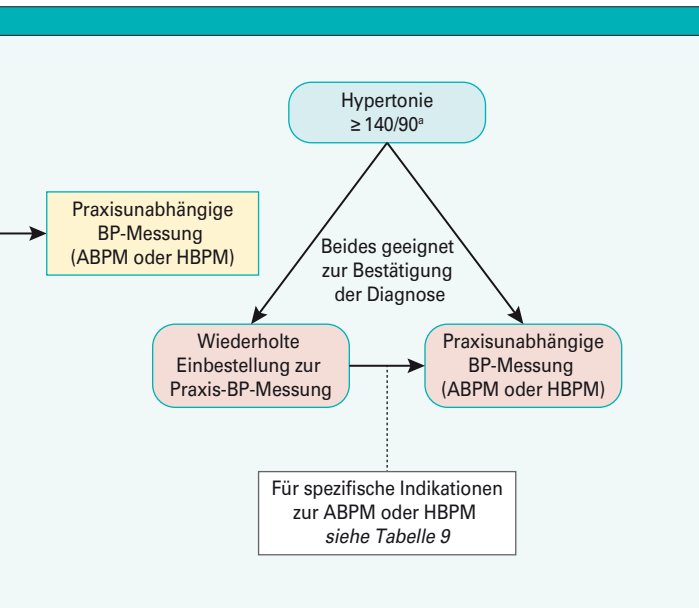 Hypertonie
≥ 140/90ᵃ
Praxisunabhängige
BP-Messung
(ABPM oder HBPM)
Beides geeignet
zur Bestätigung
der Diagnose
Wiederholte
Einbestellung zur
Praxis-BP-Messung
Praxisunabhängige
BP-Messung
(ABPM oder HBPM)
Für spezifische Indikationen
zur ABPM oder HBPM
siehe Tabelle 9